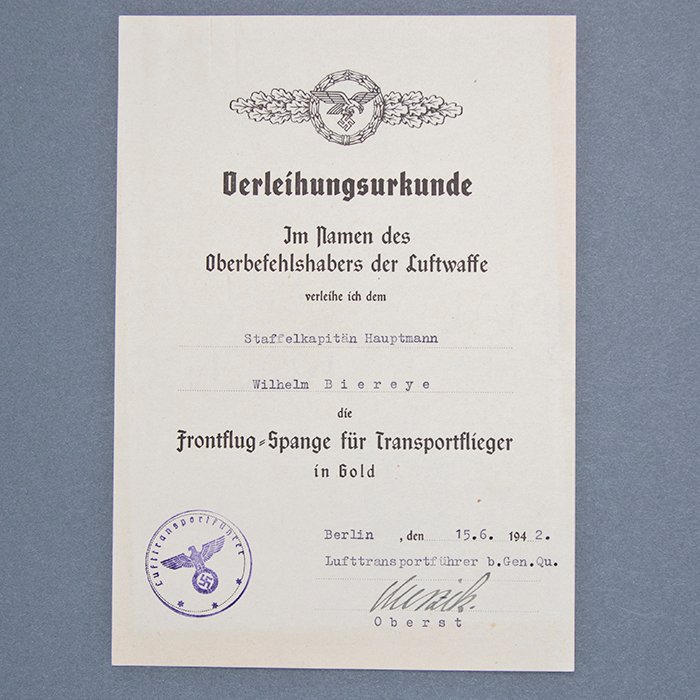 Verleihungsurkunde
Im Namen des
Oberbefehlshabers der Luftwaffe
verleihe ich dem
Staffelkapitän Hauptmann
Wilhelm Biereye
die
Frontflug-Spange für Transportflieger
in Gold
Berlin, den 15.6. 1942.
Lufttransportführer b.Gen.Qu.
Oberst
Lufttransportführer